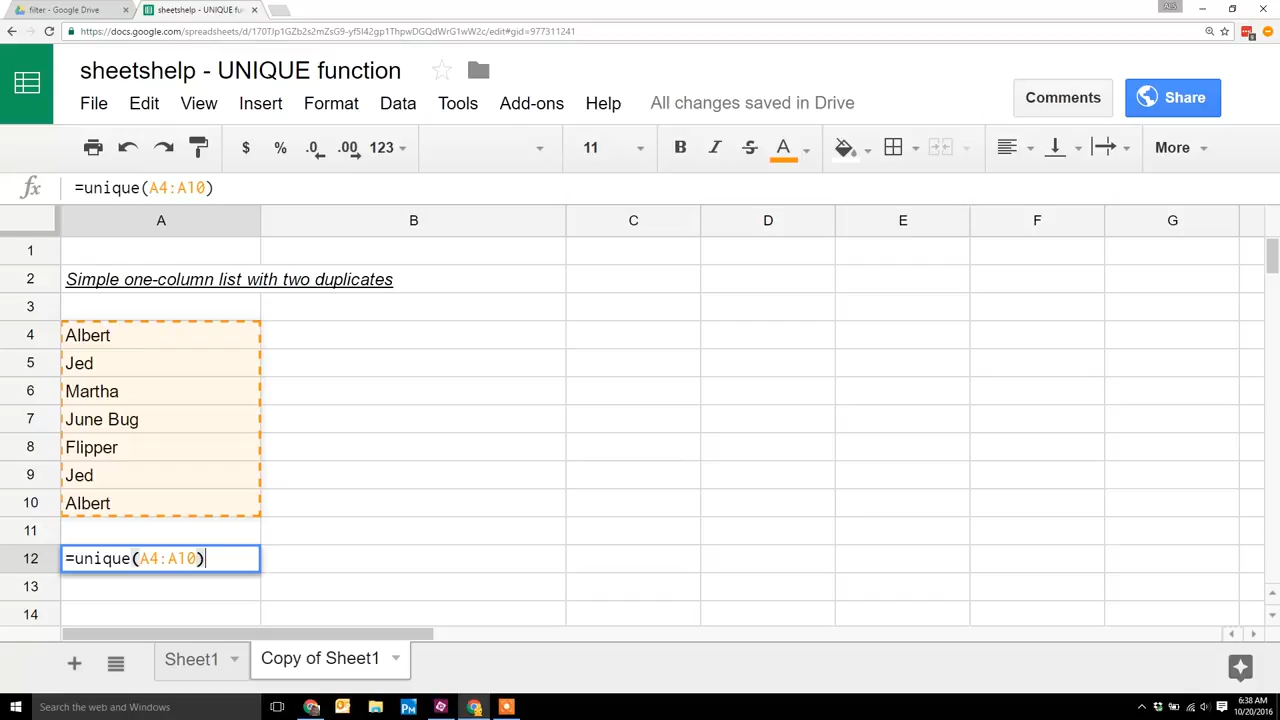 filter - Google Drive
sheetshelp - UNIQUE fun
AIS
https://docs.google.com/spreadsheets/d/170TJp1GZb2s2mZsG9-yf5I42gp1ThpwDGQdWrG1wW2c/edit#gid=977311241
sheetshelp - UNIQUE function
File Edit View Insert Format Data Tools Add-ons Help All changes saved in Drive
Comments
Share
$ % .0 .00 123 11 B I S A More
fx =unique(A4:A10)
A B C D E F G
1
2 Simple one-column list with two duplicates
3
4 Albert
5 Jed
6 Martha
7 June Bug
8 Flipper
9 Jed
10 Albert
11
12 =unique(A4:A10)
13
14
Sheet1 Copy of Sheet1
Search the web and Windows
6:38 AM
10/20/2016